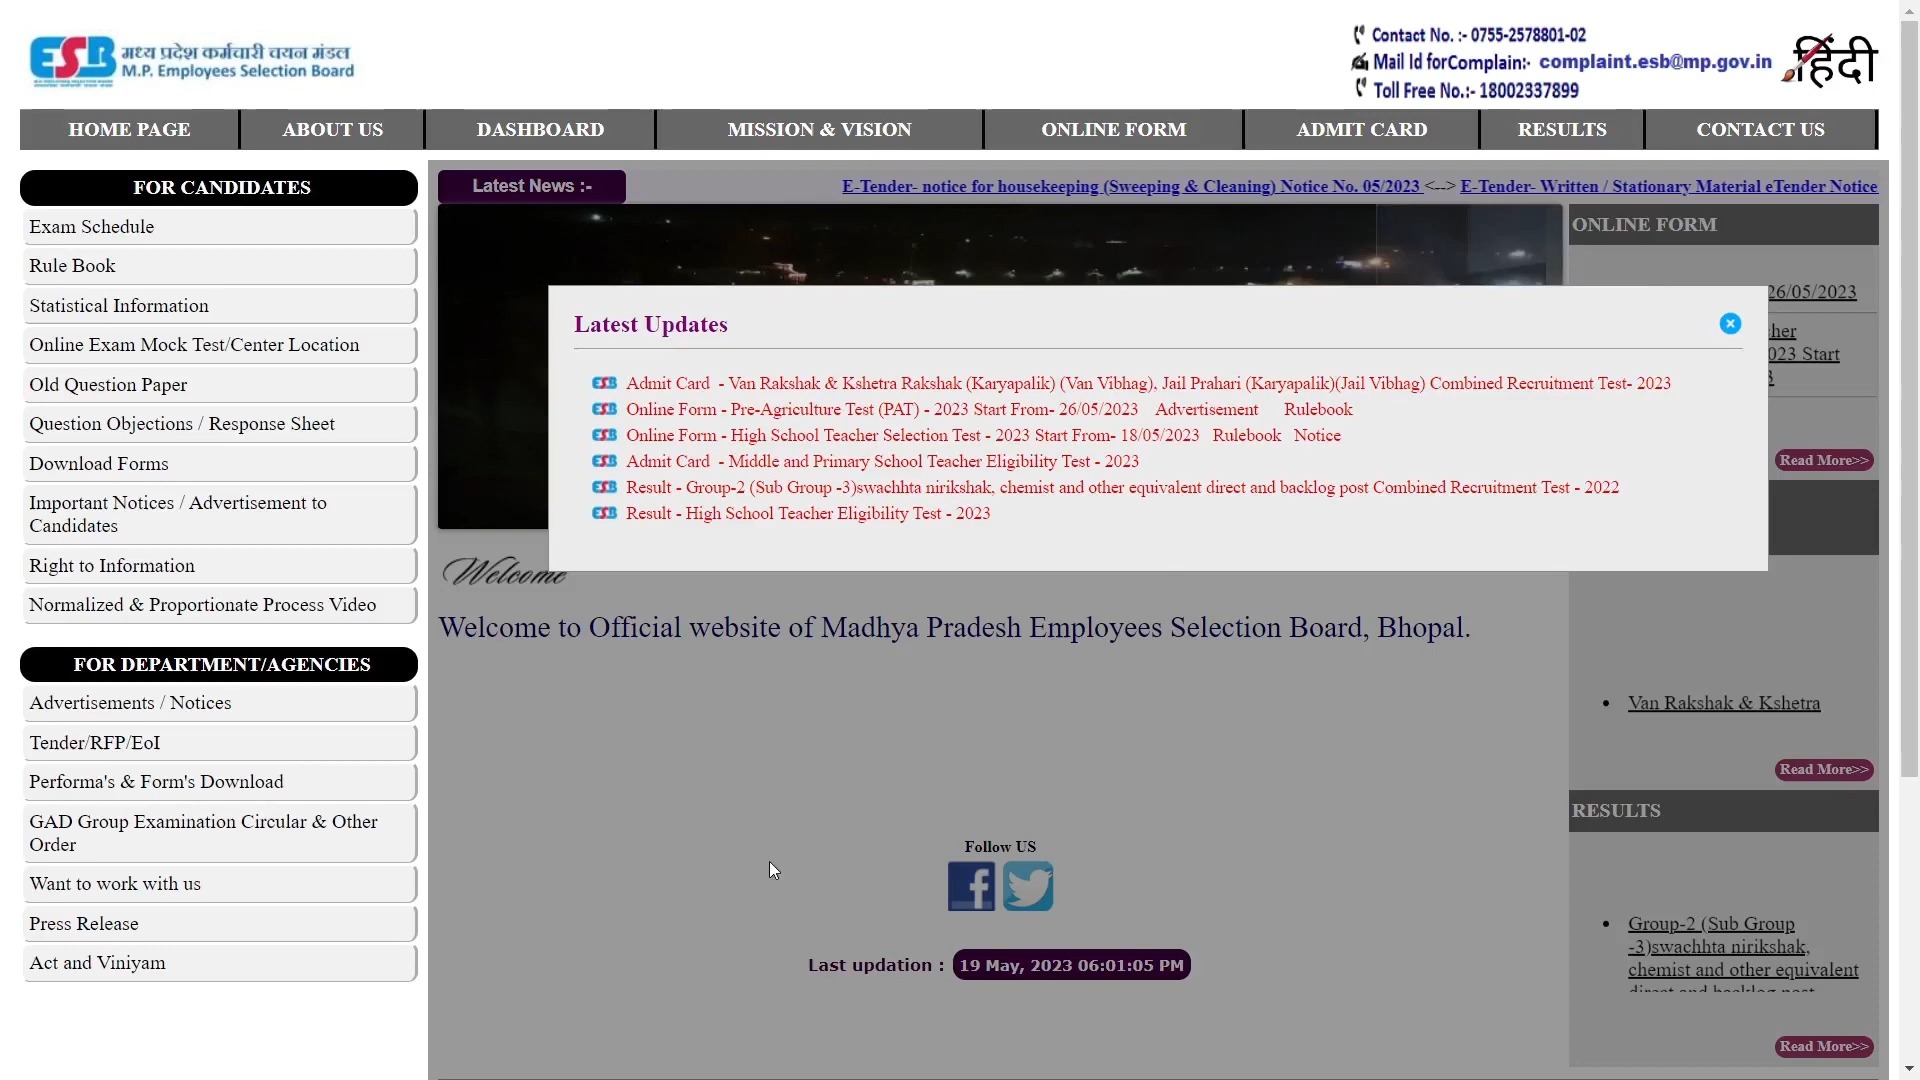 ESB मध्य प्रदेश कर्मचारी चयन मंडल
M.P. Employees Selection Board
Contact No. :- 0755-2578801-02
Mail Id forComplain:- complaint.esb@mp.gov.in
Toll Free No.:- 18002337899
हिंदी
HOME PAGE ABOUT US DASHBOARD MISSION & VISION ONLINE FORM ADMIT CARD RESULTS CONTACT US
FOR CANDIDATES
Exam Schedule
Rule Book
Statistical Information
Online Exam Mock Test/Center Location
Old Question Paper
Question Objections / Response Sheet
Download Forms
Important Notices / Advertisement to
Candidates
Right to Information
Normalized & Proportionate Process Video
FOR DEPARTMENT/AGENCIES
Advertisements / Notices
Tender/RFP/EoI
Performa's & Form's Download
GAD Group Examination Circular & Other
Order
Want to work with us
Press Release
Act and Viniyam
Latest News :- E-Tender- notice for housekeeping (Sweeping & Cleaning) Notice No. 05/2023 <--> E-Tender- Written / Stationary Material eTender Notice
Latest Updates
ESB Admit Card - Van Rakshak & Kshetra Rakshak (Karyapalik) (Van Vibhag), Jail Prahari (Karyapalik)(Jail Vibhag) Combined Recruitment Test- 2023
ESB Online Form - Pre-Agriculture Test (PAT) - 2023 Start From- 26/05/2023 Advertisement Rulebook
ESB Online Form - High School Teacher Selection Test - 2023 Start From- 18/05/2023 Rulebook Notice
ESB Admit Card - Middle and Primary School Teacher Eligibility Test - 2023
ESB Result - Group-2 (Sub Group -3)swachhta nirikshak, chemist and other equivalent direct and backlog post Combined Recruitment Test - 2022
ESB Result - High School Teacher Eligibility Test - 2023
Welcome
Welcome to Official website of Madhya Pradesh Employees Selection Board, Bhopal.
Follow US
Last updation : 19 May, 2023 06:01:05 PM
ONLINE FORM
26/05/2023
023 Start
Read More>>
Van Rakshak & Kshetra
Read More>>
RESULTS
Group-2 (Sub Group
-3)swachhta nirikshak,
chemist and other equivalent
direct and backlog post
Read More>>